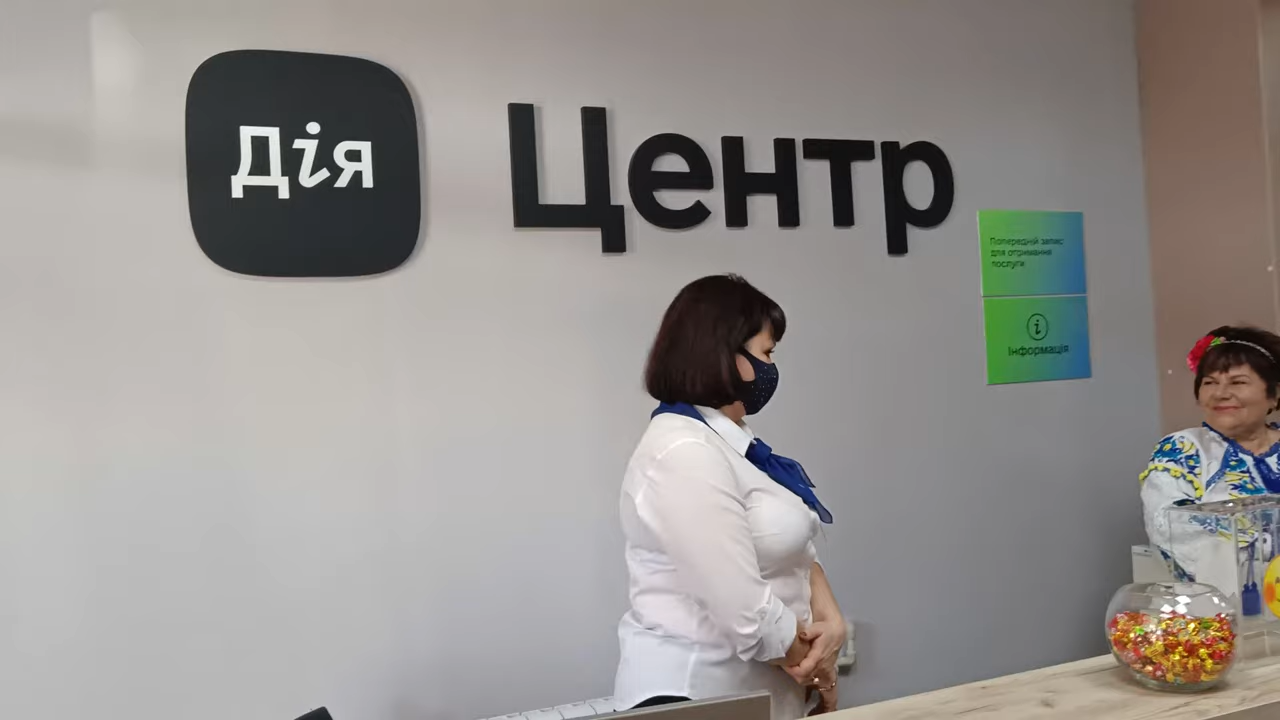 Дія
Центр
Попередній запис
для отримання
послуги
i
Інформація